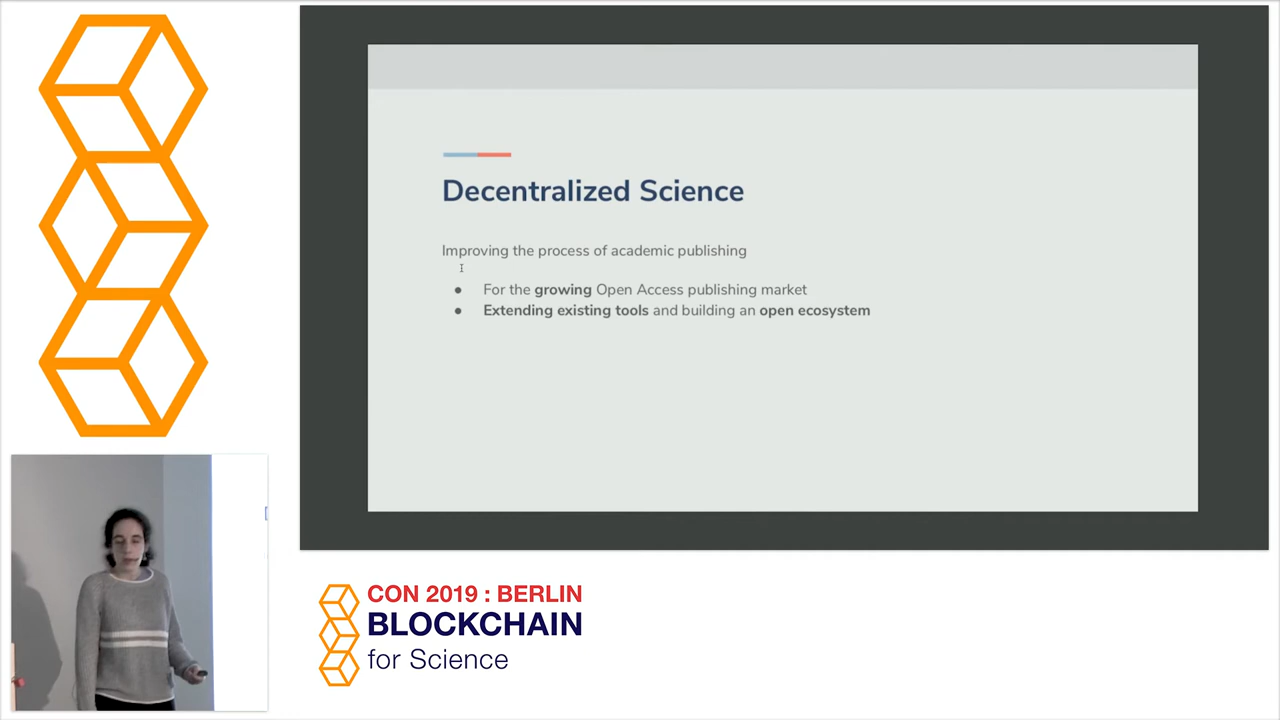 Decentralized Science
Improving the process of academic publishing
● For the growing Open Access publishing market
● Extending existing tools and building an open ecosystem
CON 2019 : BERLIN
BLOCKCHAIN
for Science